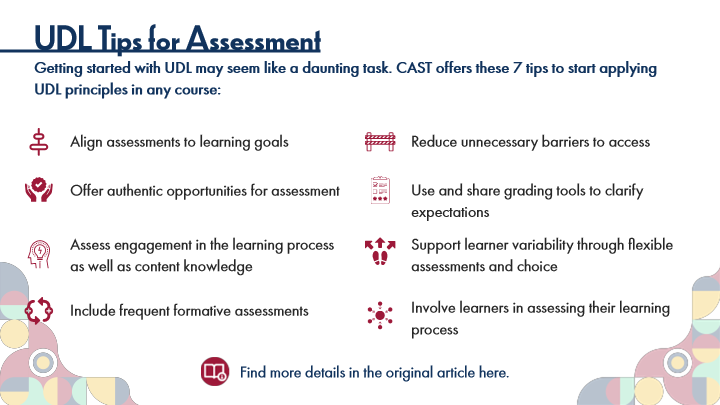 UDL Tips for Assessment
Getting started with UDL may seem like a daunting task. CAST offers these 7 tips to start applying
UDL principles in any course:
Align assessments to learning goals
Offer authentic opportunities for assessment
Assess engagement in the learning process
as well as content knowledge
Include frequent formative assessments
Reduce unnecessary barriers to access
Use and share grading tools to clarify
expectations
Support learner variability through flexible
assessments and choice
Involve learners in assessing their learning
process
Find more details in the original article here.